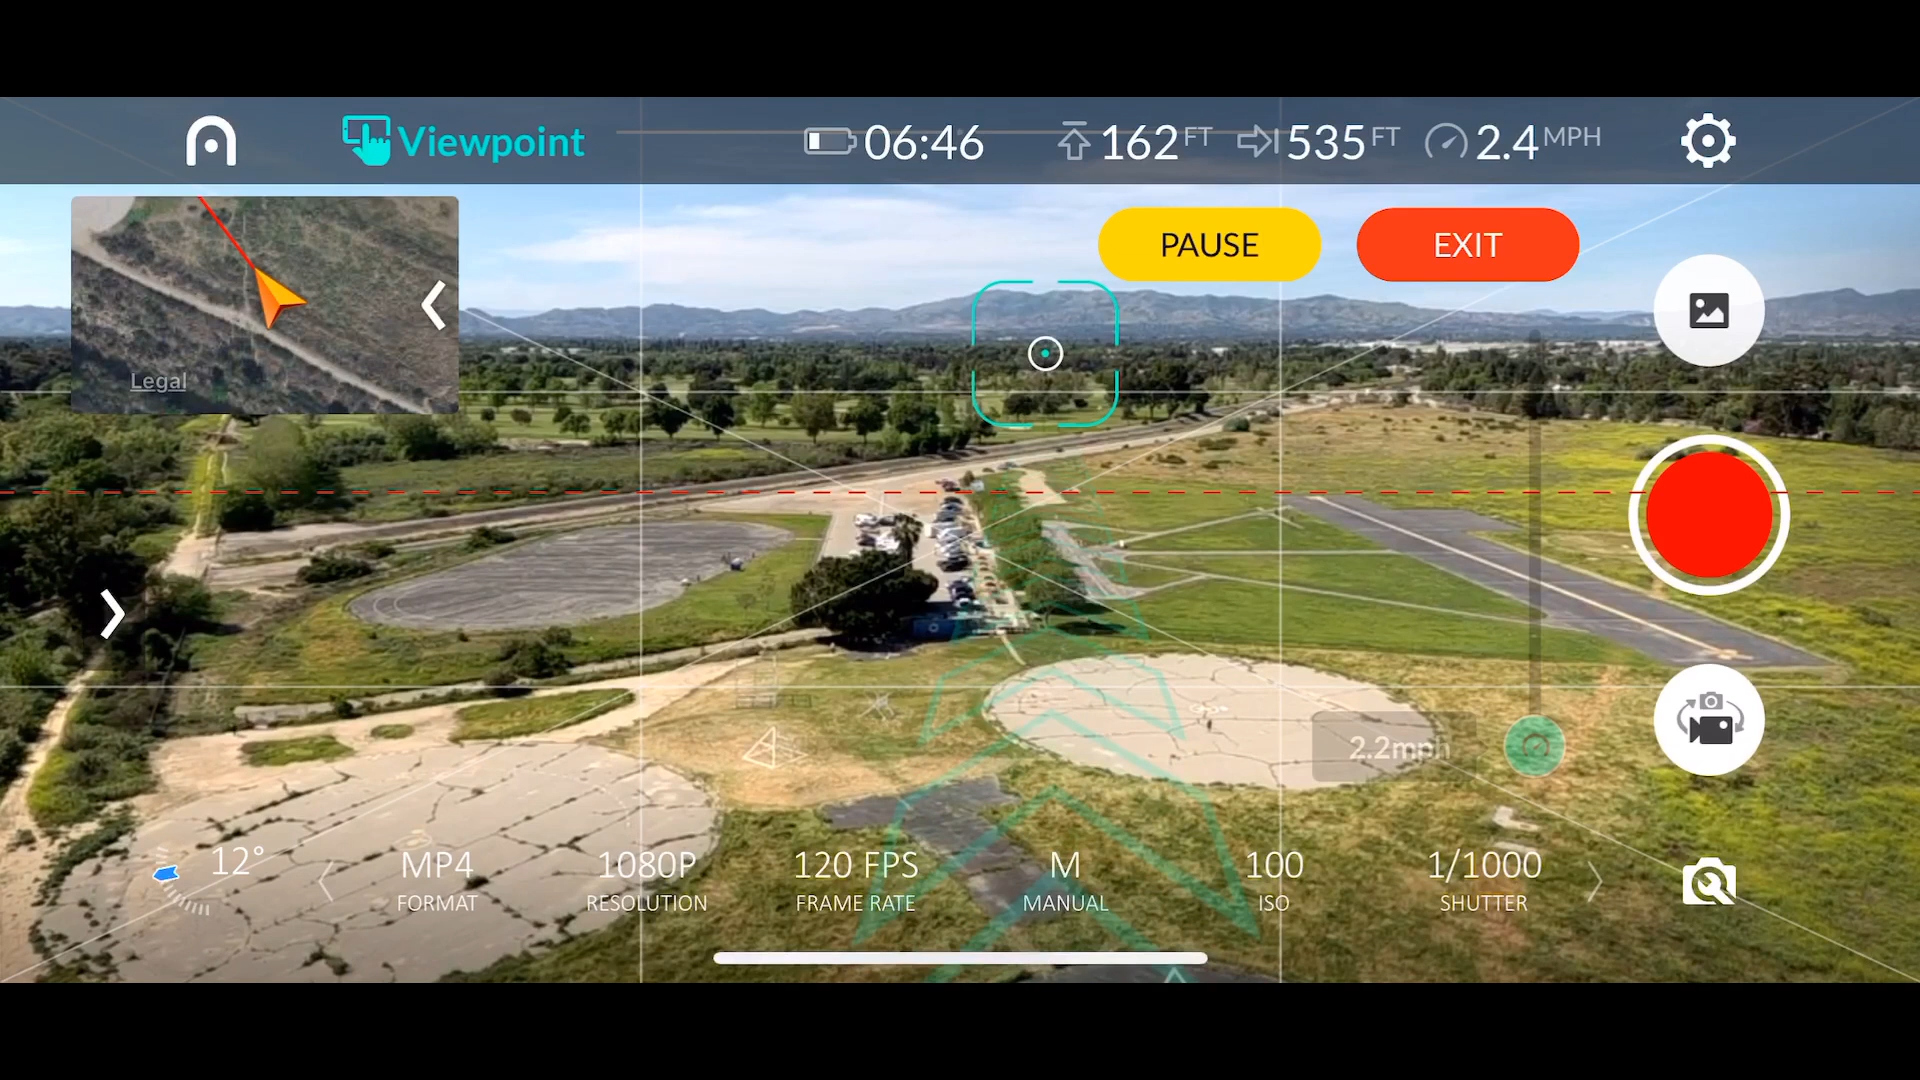 Viewpoint
06:46
162 FT
535 FT
2.4 MPH
PAUSE
EXIT
Legal
2.2mph
12°
MP4
FORMAT
1080P
RESOLUTION
120 FPS
FRAME RATE
M
MANUAL
100
ISO
1/1000
SHUTTER